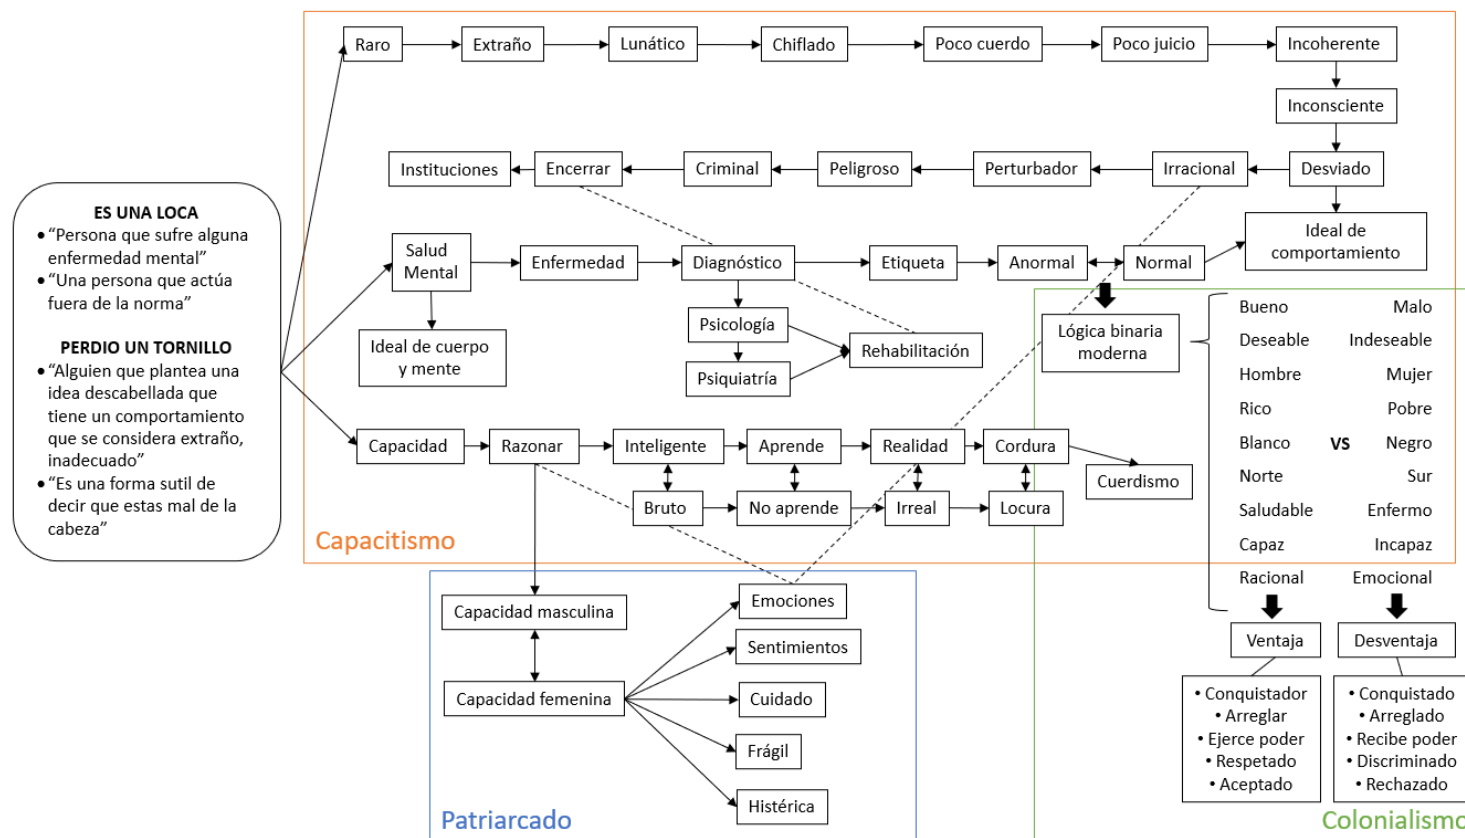 Raro
Extraño
Lunático
Chiflado
Poco cuerdo
Poco juicio
Incoherente
Inconsciente
Instituciones
Encerrar
Criminal
Peligroso
Perturbador
Irracional
Desviado
ES UNA LOCA
• “Persona que sufre alguna
enfermedad mental”
• “Una persona que actúa
fuera de la norma”
PERDIO UN TORNILLO
• “Alguien que plantea una
idea descabellada que
tiene un comportamiento
que se considera extraño,
inadecuado”
• “Es una forma sutil de
decir que estas mal de la
cabeza”
Salud
Mental
Enfermedad
Diagnóstico
Etiqueta
Anormal
Normal
Ideal de
comportamiento
Ideal de cuerpo
y mente
Psicología
Psiquiatría
Rehabilitación
Lógica binaria
moderna
Bueno Malo
Deseable Indeseable
Hombre Mujer
Rico Pobre
Blanco VS Negro
Norte Sur
Saludable Enfermo
Capaz Incapaz
Racional Emocional
Capacidad
Razonar
Inteligente
Aprende
Realidad
Cordura
Cuerdismo
Bruto
No aprende
Irreal
Locura
Capacitismo
Capacidad masculina
Capacidad femenina
Emociones
Sentimientos
Cuidado
Frágil
Histérica
Patriarcado
Ventaja
Desventaja
• Conquistador
• Arreglar
• Ejerce poder
• Respetado
• Aceptado
• Conquistado
• Arreglado
• Recibe poder
• Discriminado
• Rechazado
Colonialismo